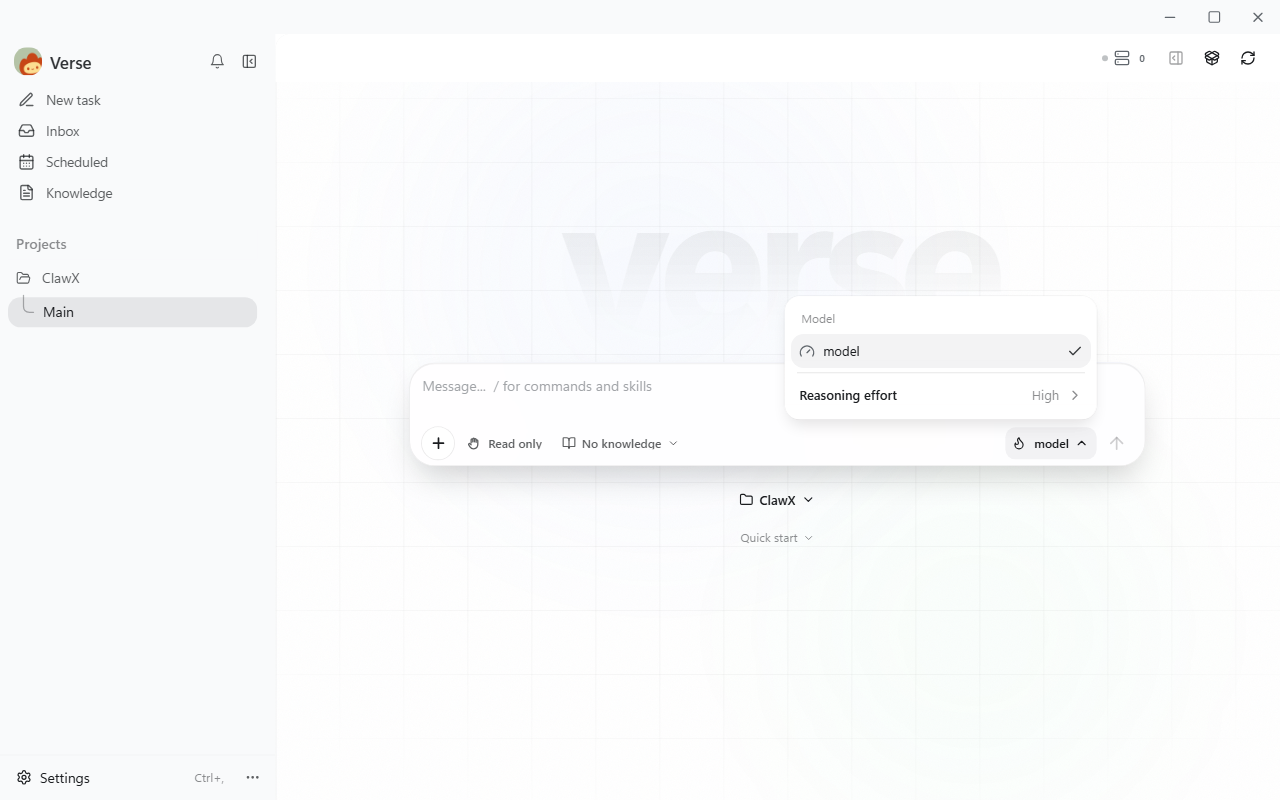 Verse
0
New task
Inbox
Scheduled
Knowledge
Projects
ClawX
Main
verse
Model
model
Message... / for commands and skills
Reasoning effort
High
Read only
No knowledge
model
ClawX
Quick start
Settings
Ctrl+,